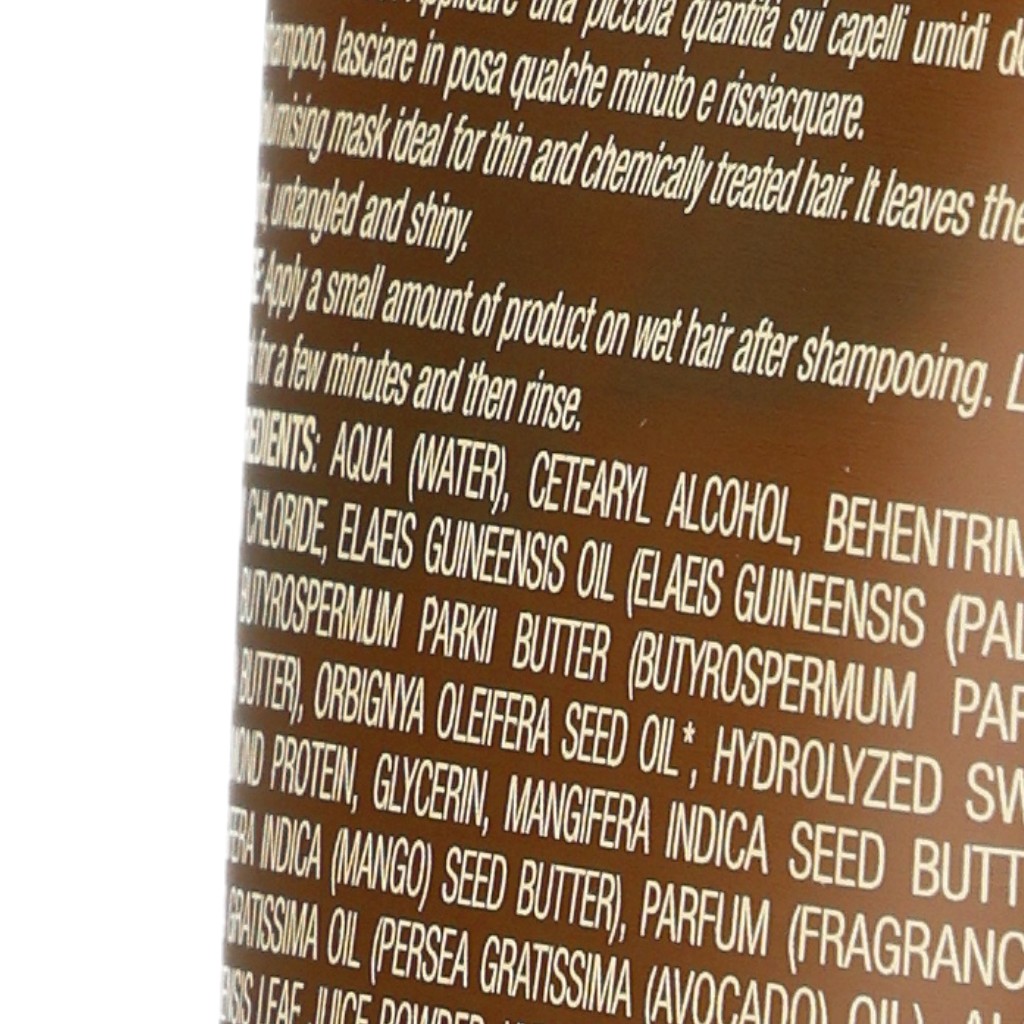 Applicare una piccola quantità sui capelli umidi
lasciare in posa qualche minuto e risciacquare.
mask ideal for thin and chemically treated hair. It leaves the
untangled and shiny.
Apply a small amount of product on wet hair after shampooing.
for a few minutes and then rinse.
AQUA (WATER), CETEARYL ALCOHOL,
CHLORIDE, ELAEIS GUINEENSIS OIL (ELAEIS GUINEENSIS
BUTYROSPERMUM PARKII BUTTER (BUTYROSPERMUM
BUTTER), ORBIGNYA OLEIFERA SEED OIL*, HYDROLYZED
PROTEIN, GLYCERIN, MANGIFERA INDICA SEED
INDICA (MANGO) SEED BUTTER), PARFUM
GRATISSIMA OIL (PERSEA GRATISSIMA (AVOCADO) OIL),
LEAF JUICE POWDER,